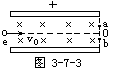 +
× × × ×
a
o v₀ O
e
× × × ×
b
图 3-7-3